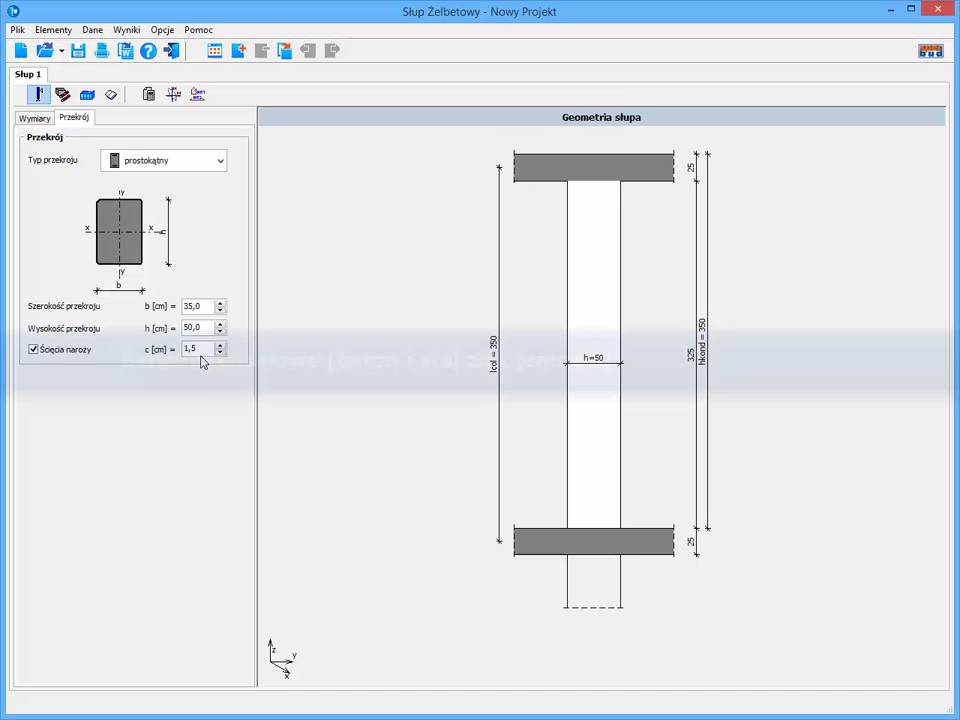 Słup Żelbetowy - Nowy Projekt
Plik Elementy Dane Wyniki Opcje Pomoc
Słup 1
Wymiary Przekrój
Geometria słupa
Przekrój
Typ przekroju prostokątny
y
x x h
y
b
Szerokość przekroju b [cm] = 35,0
Wysokość przekroju h [cm] = 50,0
Ścięcia naroży c [cm] = 1,5
25
lcol = 350
h=50
325
hkond = 350
25
z
y
x